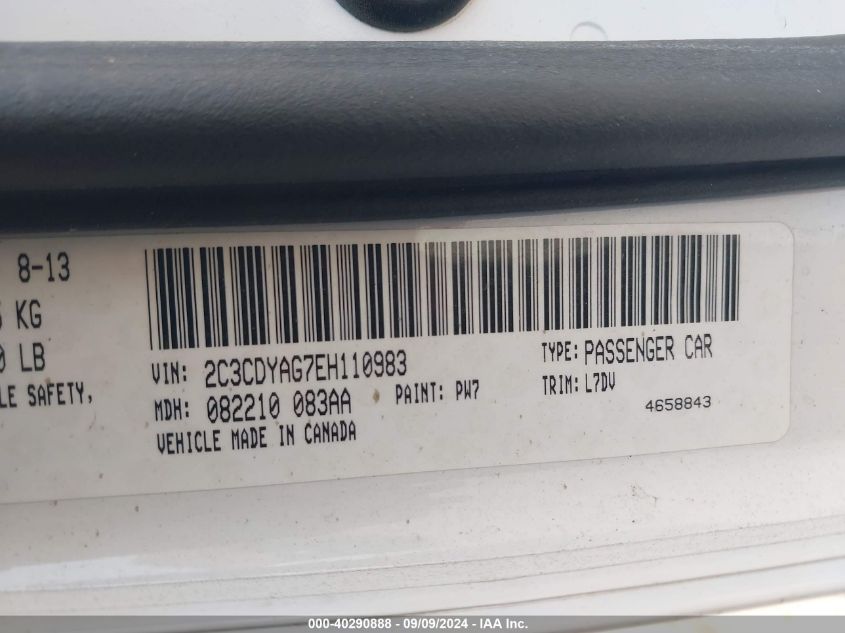 8-13
KG
LB
LE SAFETY,
VIN: 2C3CDYAG7EH110983
TYPE: PASSENGER CAR
MDH: 082210 083AA
PAINT: PW7
TRIM: L7DV
VEHICLE MADE IN CANADA
4658843
000-40290888 - 09/09/2024 - IAA Inc.